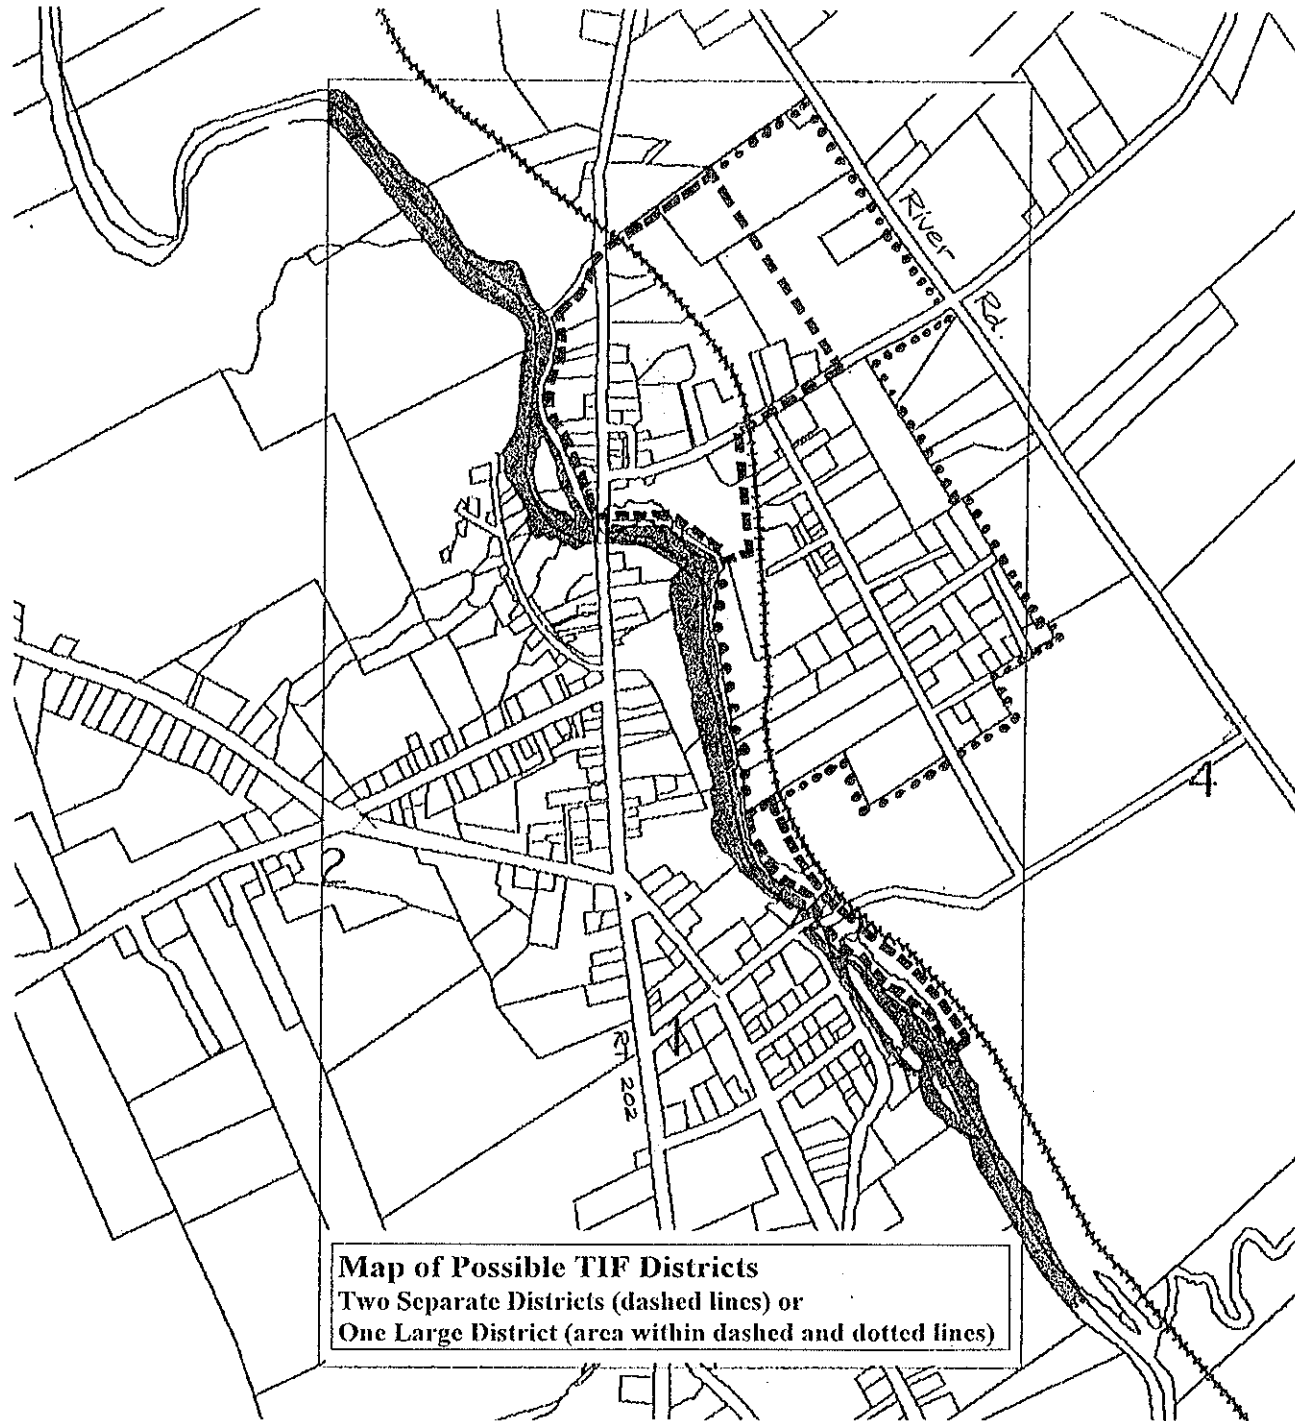 River
Rd.
4
2
1
RT 202
Map of Possible TIF Districts
Two Separate Districts (dashed lines) or
One Large District (area within dashed and dotted lines)